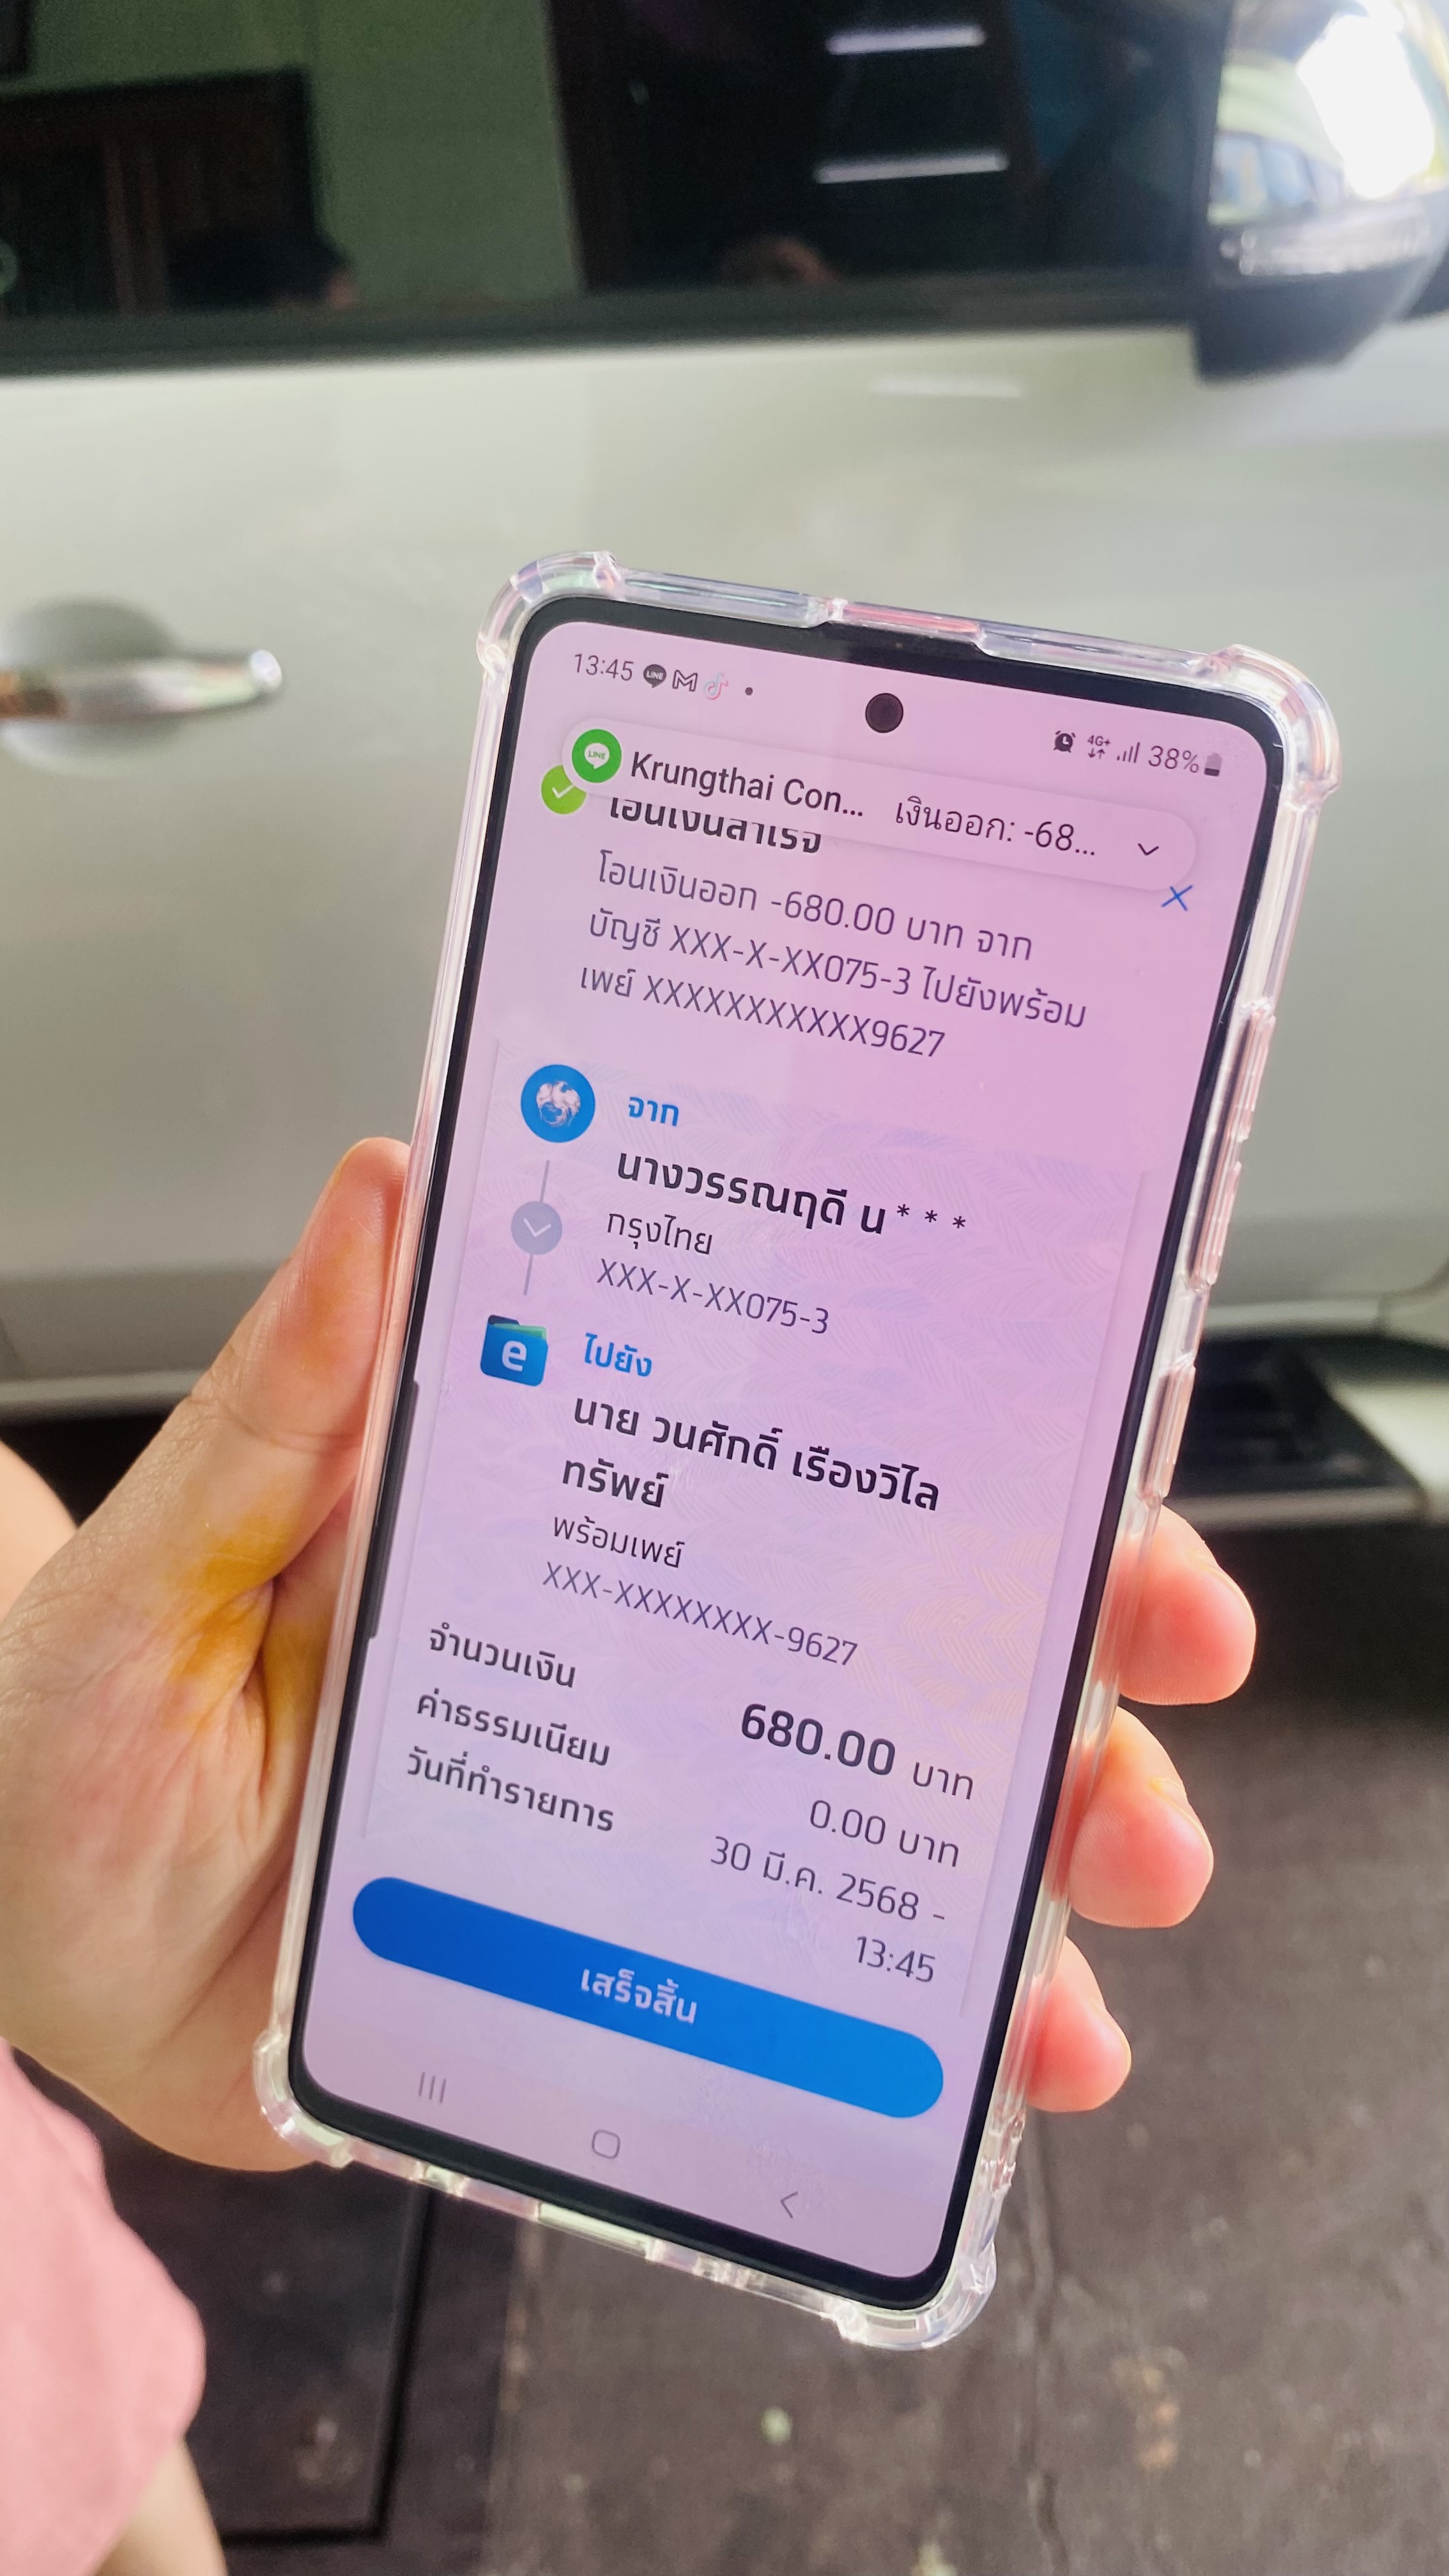 13:45
4G+ 38%
LINE Krungthai Con... เงินออก: -68...
โอนเงินสำเร็จ
โอนเงินออก -680.00 บาท จาก
บัญชี XXX-X-XX075-3 ไปยังพร้อม
เพย์ XXXXXXXXXXX9627
จาก
นางวรรณฤดี น * * *
กรุงไทย
XXX-X-XX075-3
e ไปยัง
นาย วนศักดิ์ เรืองวิไล
ทรัพย์
พร้อมเพย์
XXX-XXXXXXXX-9627
จำนวนเงิน 680.00 บาท
ค่าธรรมเนียม 0.00 บาท
วันที่ทำรายการ 30 มี.ค. 2568 -
13:45
เสร็จสิ้น